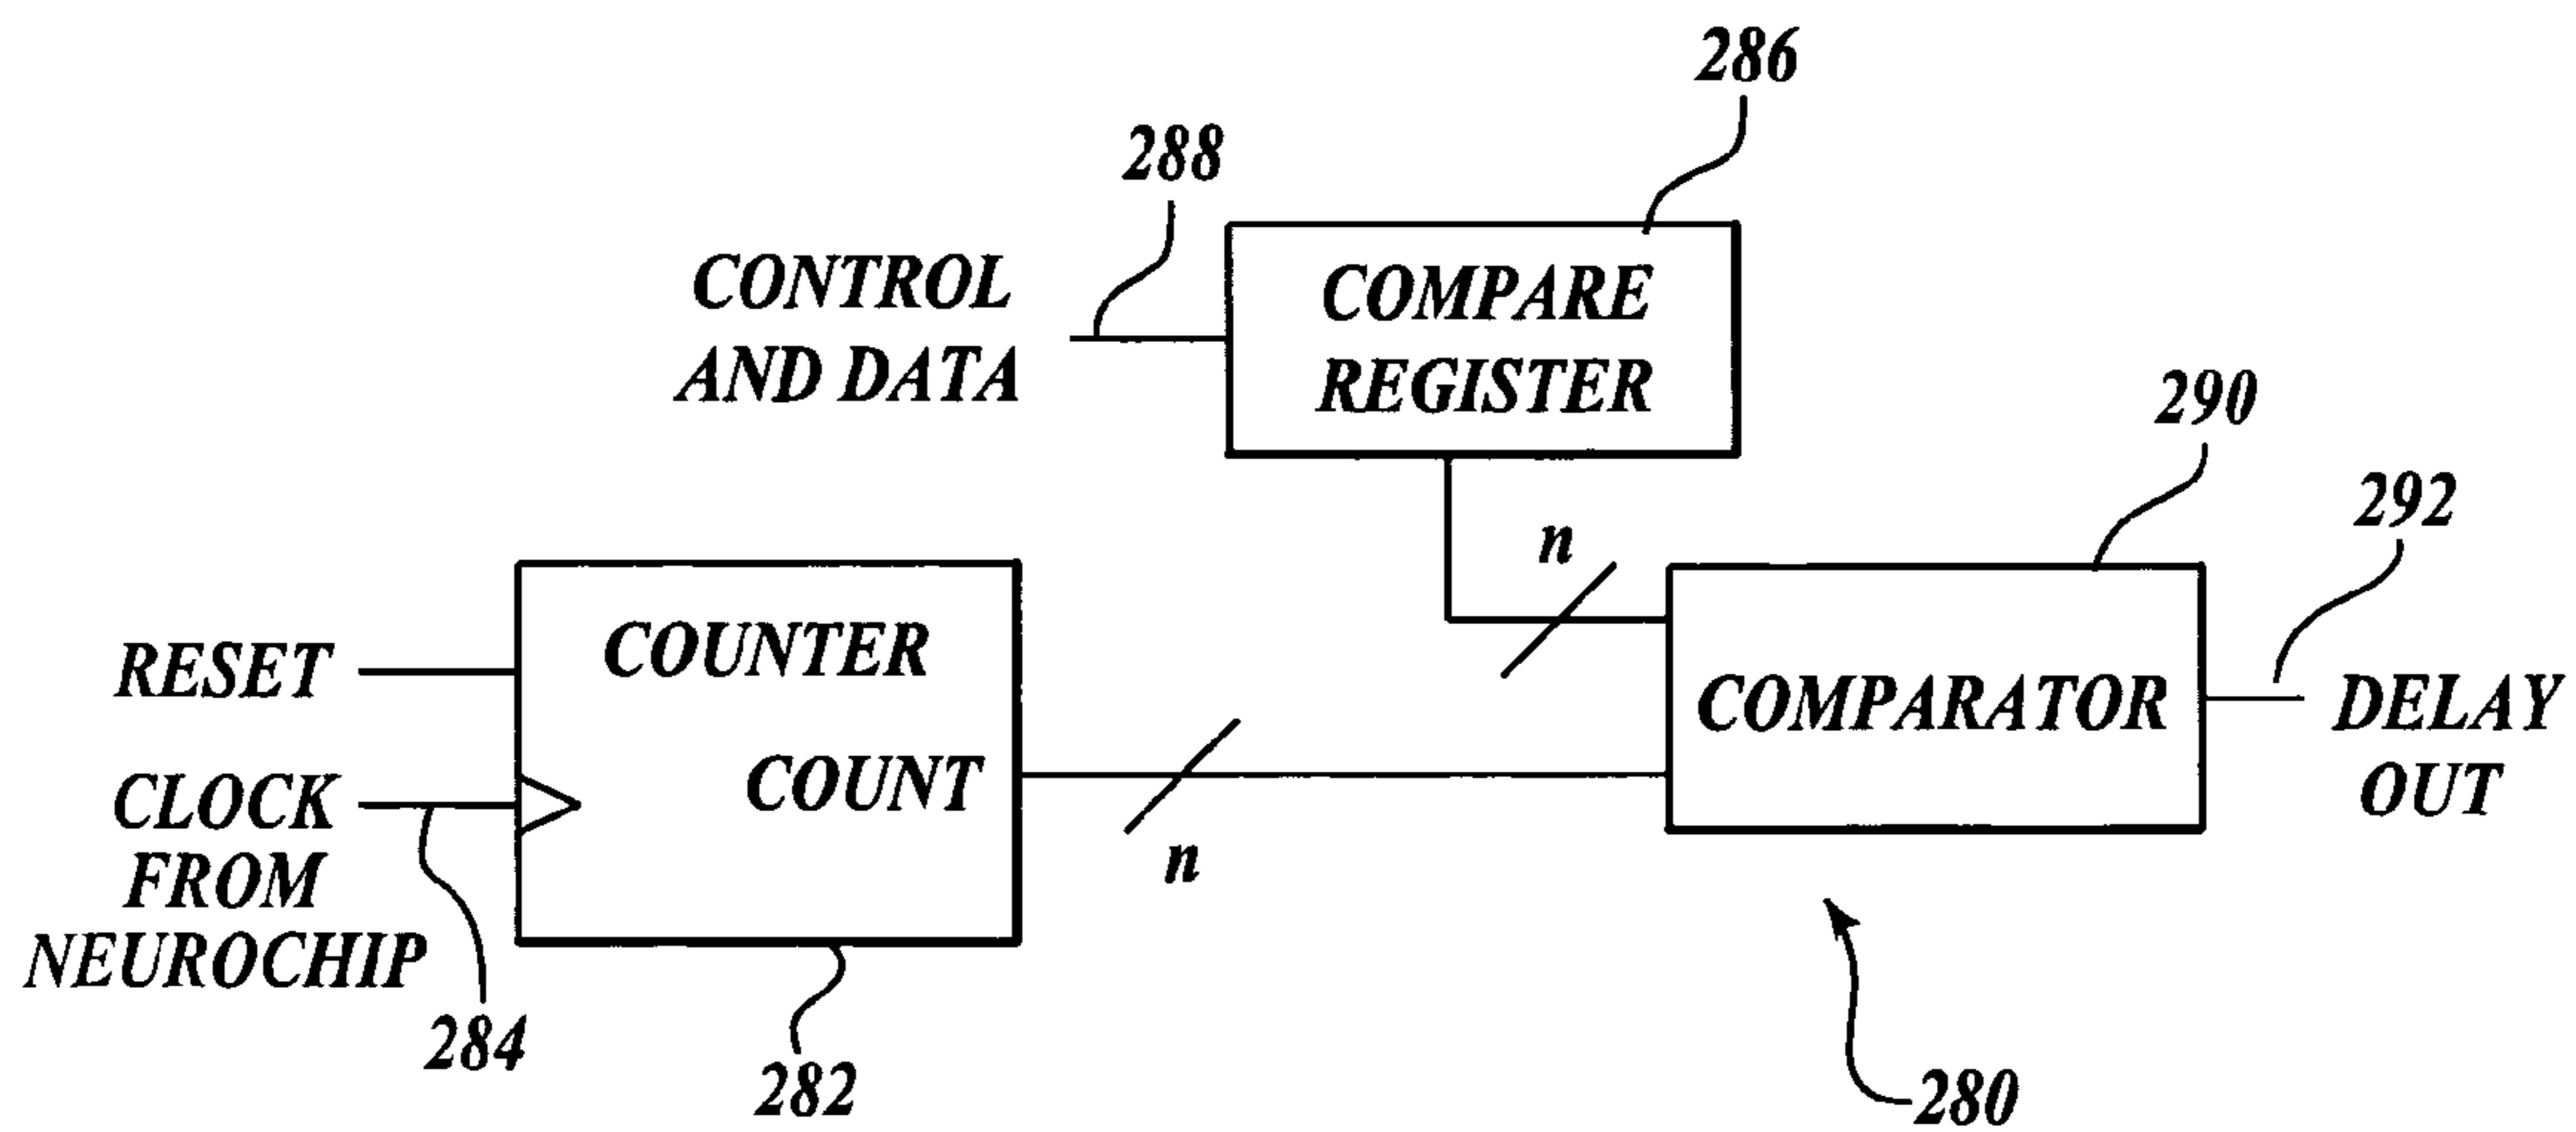 286
288
CONTROL
AND DATA
COMPARE
REGISTER
290
292
n
RESET
COUNTER
COUNT
CLOCK
FROM
NEUROCHIP
n
COMPARATOR
DELAY
OUT
284
282
280